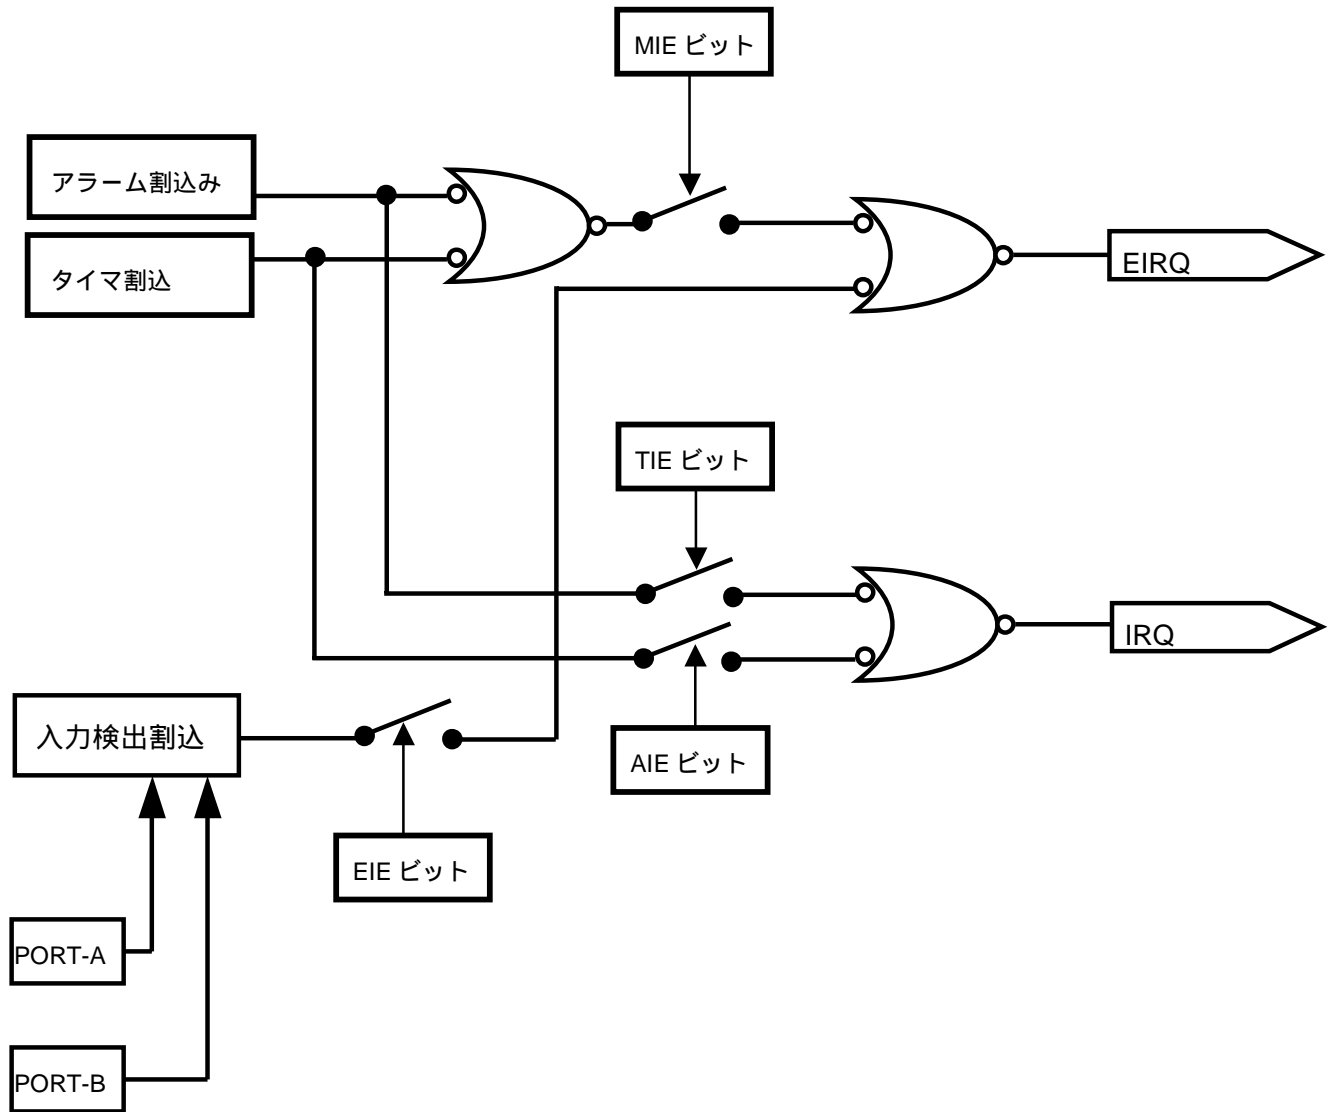 MIE ビット
アラーム割込み
タイマ割込
EIRQ
TIE ビット
IRQ
入力検出割込
AIE ビット
EIE ビット
PORT-A
PORT-B